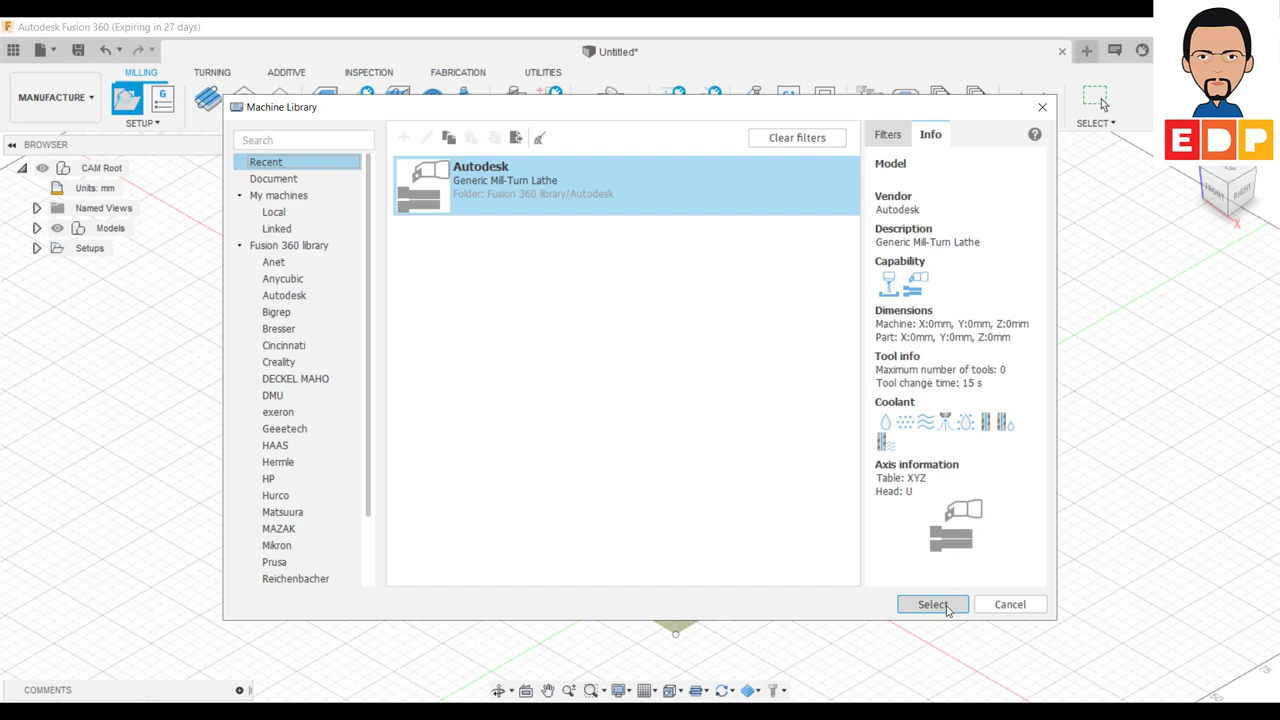 Autodesk Fusion 360 (Expiring in 27 days)
Untitled*
MILLING
TURNING
ADDITIVE
INSPECTION
FABRICATION
UTILITIES
MANUFACTURE
SETUP
SELECT
EDP
BROWSER
CAM Root
Units: mm
Named Views
Models
Setups
Machine Library
Search
Recent
Document
My machines
Local
Linked
Fusion 360 library
Anet
Anycubic
Autodesk
Bigrep
Bresser
Cincinnati
Creality
DECKEL MAHO
DMU
exeron
Geeetech
HAAS
Hermle
HP
Hurco
Matsuura
MAZAK
Mikron
Prusa
Reichenbacher
Clear filters
Autodesk
Generic Mill-Turn Lathe
Folder: Fusion 360 library/Autodesk
Filters
Info
Model
Vendor
Autodesk
Description
Generic Mill-Turn Lathe
Capability
Dimensions
Machine: X:0mm, Y:0mm, Z:0mm
Part: X:0mm, Y:0mm, Z:0mm
Tool info
Maximum number of tools: 0
Tool change time: 15 s
Coolant
Axis information
Table: XYZ
Head: U
Select
Cancel
FRONT
RIGHT
X
75
50
COMMENTS